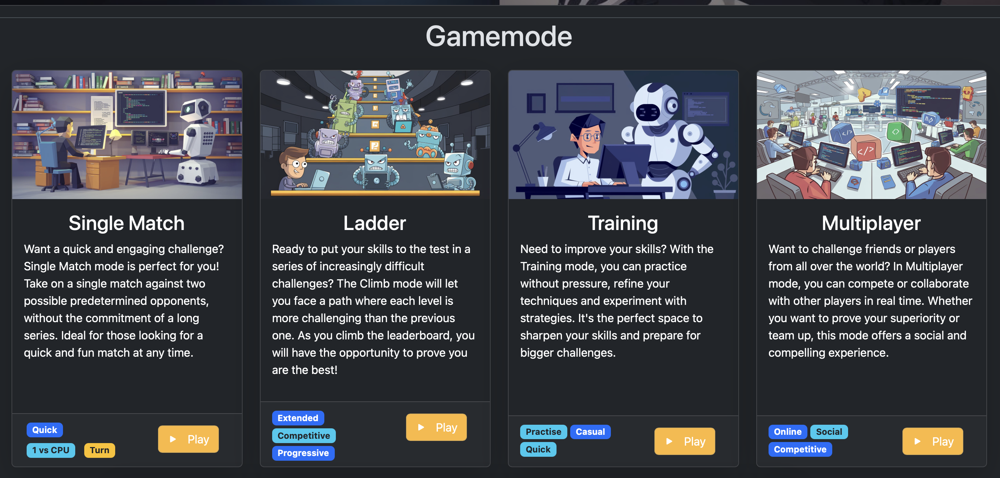 Gamemode
Single Match
Want a quick and engaging challenge?
Single Match mode is perfect for you!
Take on a single match against two
possible predetermined opponents,
without the commitment of a long
series. Ideal for those looking for a
quick and fun match at any time.
Quick
1 vs CPU Turn
Play
Ladder
Ready to put your skills to the test in a
series of increasingly difficult
challenges? The Climb mode will let
you face a path where each level is
more challenging than the previous
one. As you climb the leaderboard, you
will have the opportunity to prove you
are the best!
Extended
Competitive
Progressive
Play
Training
Need to improve your skills? With the
Training mode, you can practice
without pressure, refine your
techniques and experiment with
strategies. It's the perfect space to
sharpen your skills and prepare for
bigger challenges.
Practise Casual
Quick
Play
Multiplayer
Want to challenge friends or players
from all over the world? In Multiplayer
mode, you can compete or collaborate
with other players in real time. Whether
you want to prove your superiority or
team up, this mode offers a social and
compelling experience.
Online Social
Competitive
Play